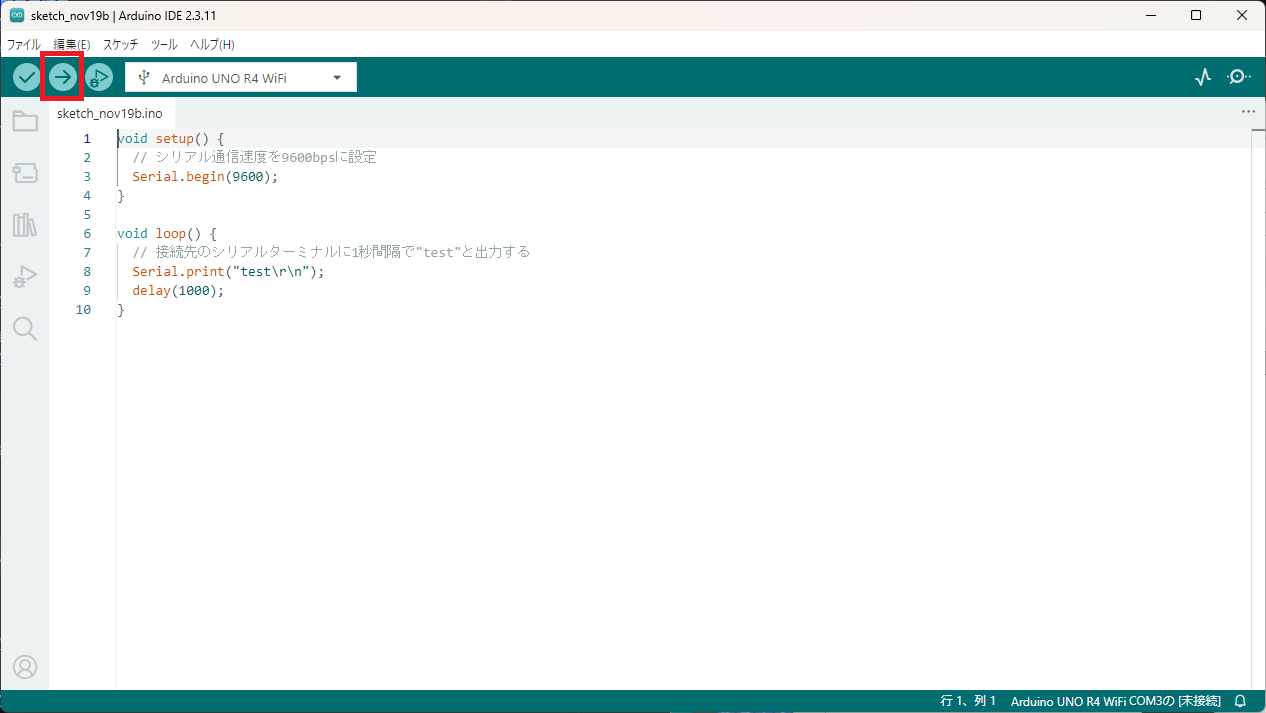 sketch_nov19b | Arduino IDE 2.3.11
ファイル 編集(E) スケッチ ツール ヘルプ(H)
Arduino UNO R4 WiFi
sketch_nov19b.ino
1 void setup() {
2 // シリアル通信速度を9600bpsに設定
3 Serial.begin(9600);
4 }
5
6 void loop() {
7 // 接続先のシリアルターミナルに1秒間隔で"test"と出力する
8 Serial.print("test\r\n");
9 delay(1000);
10 }
行 1、列 1 Arduino UNO R4 WiFi COM3の [未接続]